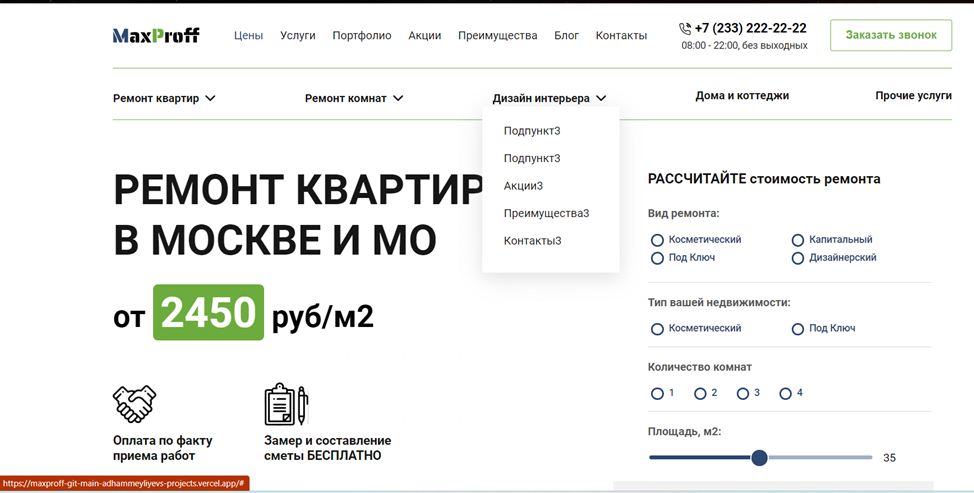 MaxProff
Цены Услуги Портфолио Акции Преимущества Блог Контакты
+7 (233) 222-22-22
08:00 - 22:00, без выходных
Заказать звонок
Ремонт квартир Ремонт комнат Дизайн интерьера Дома и коттеджи Прочие услуги
Подпункт3
Подпункт3
Акции3
Преимущества3
Контакты3
РЕМОНТ КВАРТИР
В МОСКВЕ И МО
от 2450 руб/м2
Оплата по факту
приема работ
Замер и составление
сметы БЕСПЛАТНО
РАССЧИТАЙТЕ стоимость ремонта
Вид ремонта:
Косметический Капитальный
Под Ключ Дизайнерский
Тип вашей недвижимости:
Косметический Под Ключ
Количество комнат
1 2 3 4
Площадь, м2:
35
https://maxproff-git-main-adhammeyliyevs-projects.vercel.app/#